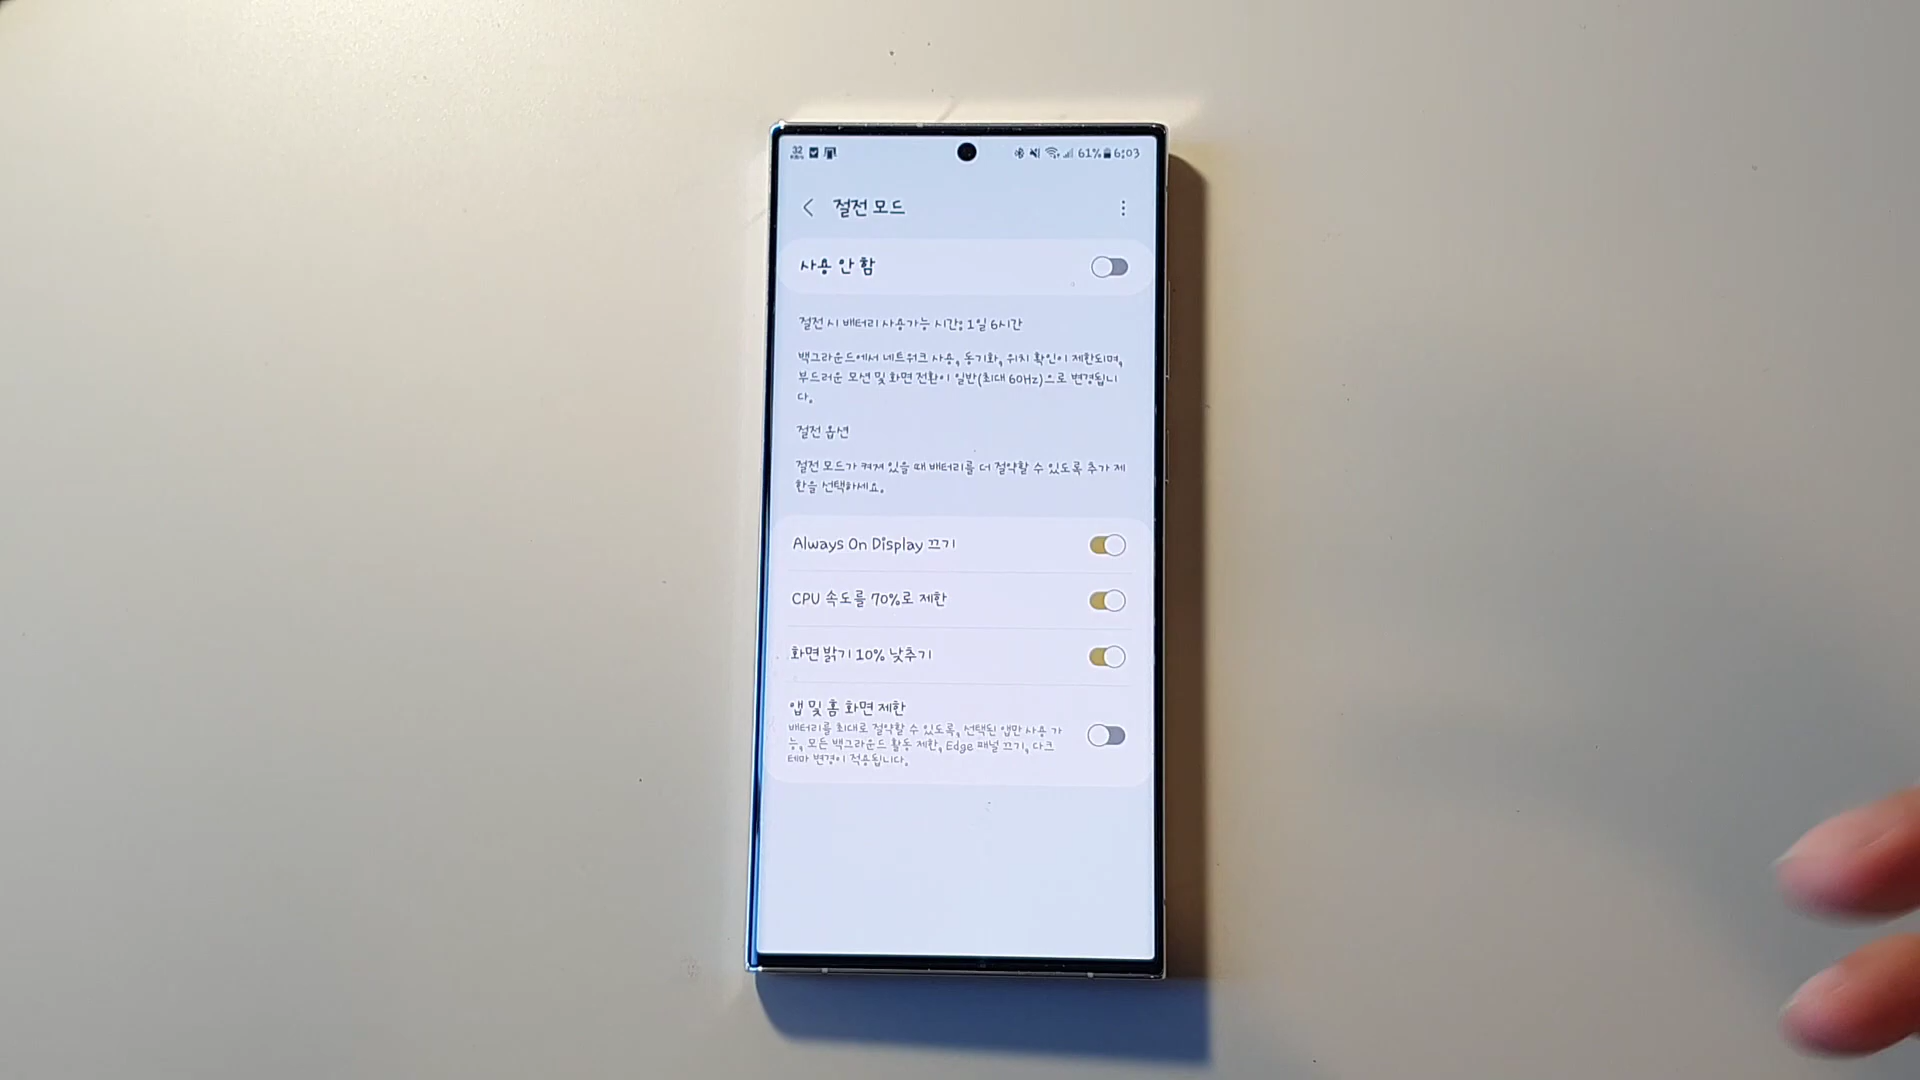 32
KB/s
61% 6:03
절전 모드
사용 안 함
절전 시 배터리 사용가능 시간: 1일 6시간
백그라운드에서 네트워크 사용, 동기화, 위치 확인이 제한되며,
부드러운 모션 및 화면 전환이 일반(최대 60Hz)으로 변경됩니
다.
절전 옵션
절전 모드가 켜져 있을 때 배터리를 더 절약할 수 있도록 추가 제
한을 선택하세요.
Always On Display 끄기
CPU 속도를 70%로 제한
화면 밝기 10% 낮추기
앱 및 홈 화면 제한
배터리를 최대로 절약할 수 있도록, 선택된 앱만 사용 가
능, 모든 백그라운드 활동 제한, Edge 패널 끄기, 다크
테마 변경이 적용됩니다.